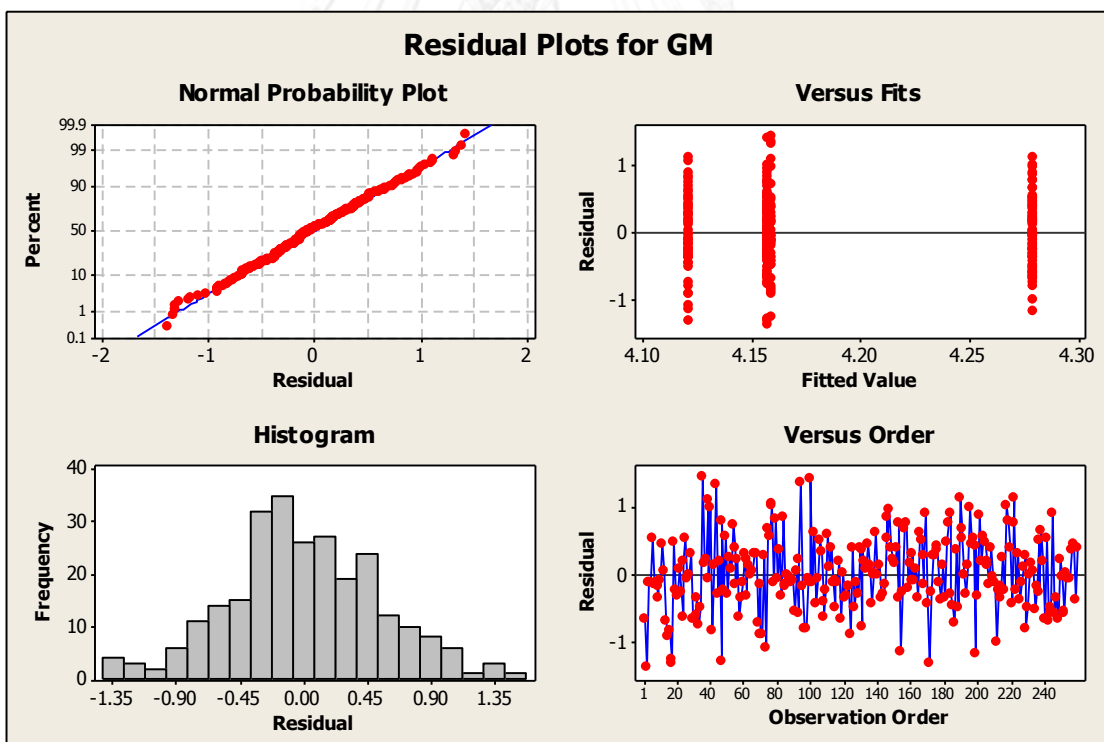 Residual Plots for GM
Normal Probability Plot
Percent
99.9
99
90
50
10
1
0.1
-2 -1 0 1 2
Residual
Versus Fits
Residual
1
0
-1
4.10 4.15 4.20 4.25 4.30
Fitted Value
Histogram
Frequency
40
30
20
10
0
-1.35 -0.90 -0.45 0.00 0.45 0.90 1.35
Residual
Versus Order
Residual
1
0
-1
1 20 40 60 80 100 120 140 160 180 200 220 240
Observation Order